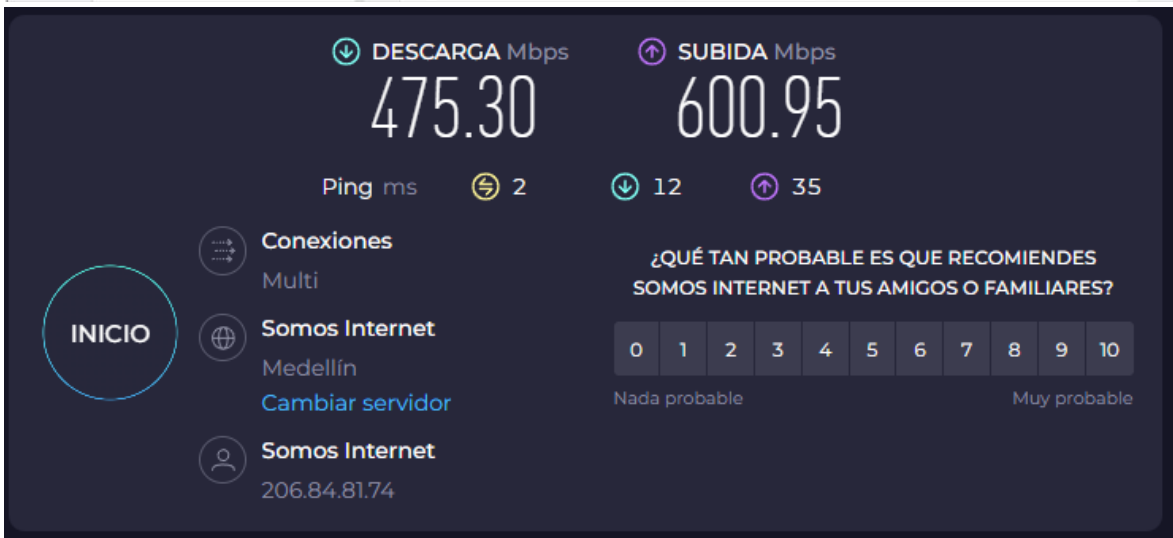 DESCARGA Mbps
475.30
SUBIDA Mbps
600.95
Ping ms 2 12 35
INICIO
Conexiones
Multi
Somos Internet
Medellín
Cambiar servidor
Somos Internet
206.84.81.74
¿QUÉ TAN PROBABLE ES QUE RECOMIENDES
SOMOS INTERNET A TUS AMIGOS O FAMILIARES?
0 1 2 3 4 5 6 7 8 9 10
Nada probable Muy probable